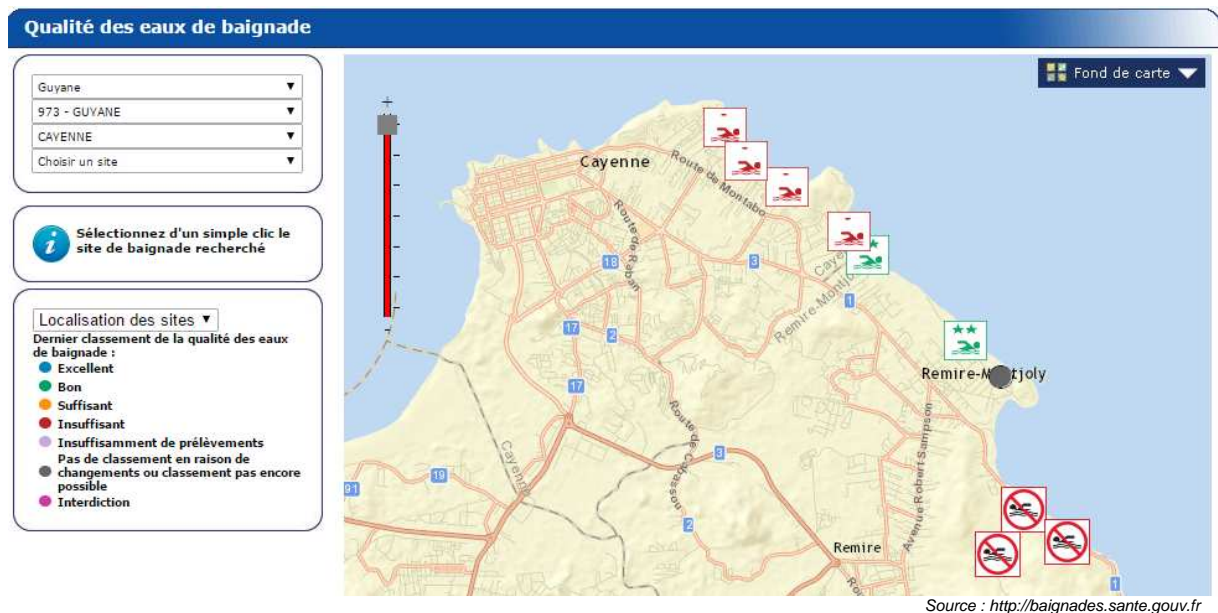 Qualité des eaux de baignade
Guyane
973 - GUYANE
CAYENNE
Choisir un site
Sélectionnez d'un simple clic le
site de baignade recherché
Localisation des sites
Dernier classement de la qualité des eaux
de baignade :
Excellent
Bon
Suffisant
Insuffisant
Insuffisamment de prélèvements
Pas de classement en raison de
changements ou classement pas encore
possible
Interdiction
Fond de carte
Cayenne
Route de Montabo
Route de Raban
18
3
1
17
2
Remire-Montjoly
17
Route de Cabassou
Cayenne
3
19
91
2
Avenue Robert Sampson
Remire
1
Source : http://baignades.sante.gouv.fr